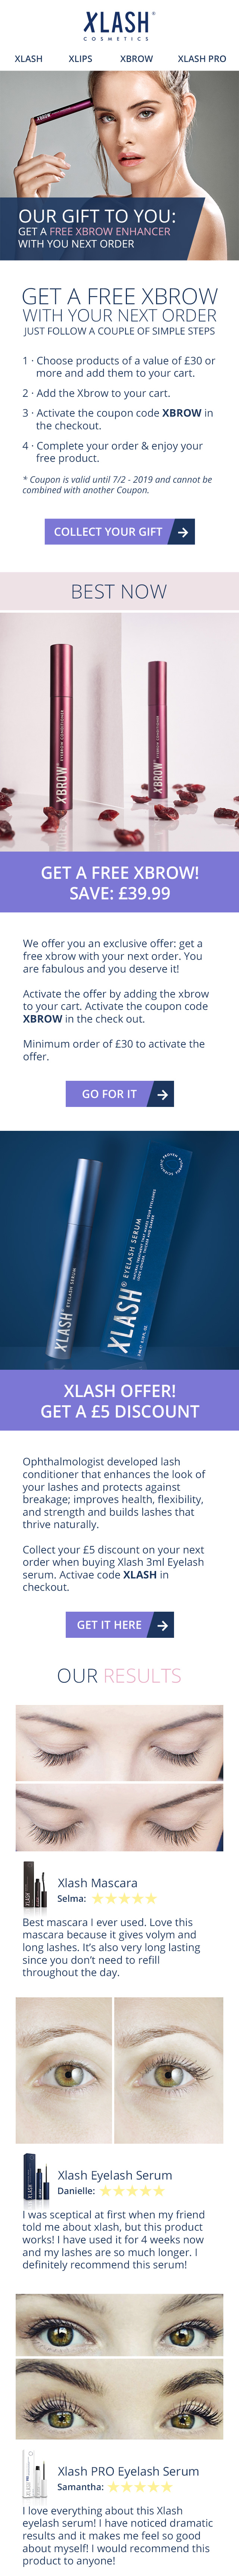 XLASH®
COSMETICS
XLASH XLIPS XBROW XLASH PRO
XBROW
OUR GIFT TO YOU:
GET A FREE XBROW ENHANCER
WITH YOU NEXT ORDER
GET A FREE XBROW
WITH YOUR NEXT ORDER
JUST FOLLOW A COUPLE OF SIMPLE STEPS
1 · Choose products of a value of £30 or
more and add them to your cart.
2 · Add the Xbrow to your cart.
3 · Activate the coupon code XBROW in
the checkout.
4 · Complete your order & enjoy your
free product.
* Coupon is valid until 7/2 - 2019 and cannot be
combined with another Coupon.
COLLECT YOUR GIFT
BEST NOW
XBROW EYEBROW CONDITIONER
XBROW EYEBROW CONDITIONER
GET A FREE XBROW!
SAVE: £39.99
We offer you an exclusive offer: get a
free xbrow with your next order. You
are fabulous and you deserve it!
Activate the offer by adding the xbrow
to your cart. Activate the coupon code
XBROW in the check out.
Minimum order of £30 to activate the
offer.
GO FOR IT
XLASH EYELASH SERUM
XLASH® EYELASH SERUM
XLASH OFFER!
GET A £5 DISCOUNT
Ophthalmologist developed lash
conditioner that enhances the look of
your lashes and protects against
breakage; improves health, flexibility,
and strength and builds lashes that
thrive naturally.
Collect your £5 discount on your next
order when buying Xlash 3ml Eyelash
serum. Activae code XLASH in
checkout.
GET IT HERE
OUR RESULTS
Xlash Mascara
Selma:
Best mascara I ever used. Love this
mascara because it gives volym and
long lashes. It's also very long lasting
since you don't need to refill
throughout the day.
Xlash Eyelash Serum
Danielle:
I was sceptical at first when my friend
told me about xlash, but this product
works! I have used it for 4 weeks now
and my lashes are so much longer. I
definitely recommend this serum!
Xlash PRO Eyelash Serum
Samantha:
I love everything about this Xlash
eyelash serum! I have noticed dramatic
results and it makes me feel so good
about myself! I would recommend this
product to anyone!